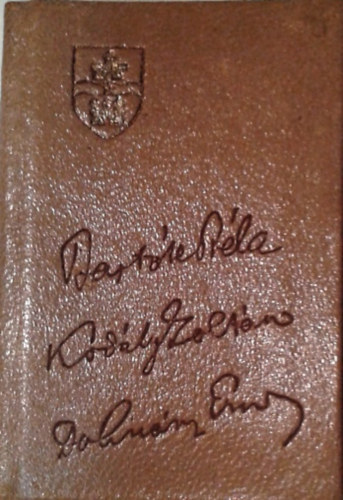 Bartók Béla
Kodály Zoltán
Dohnányi Ernő